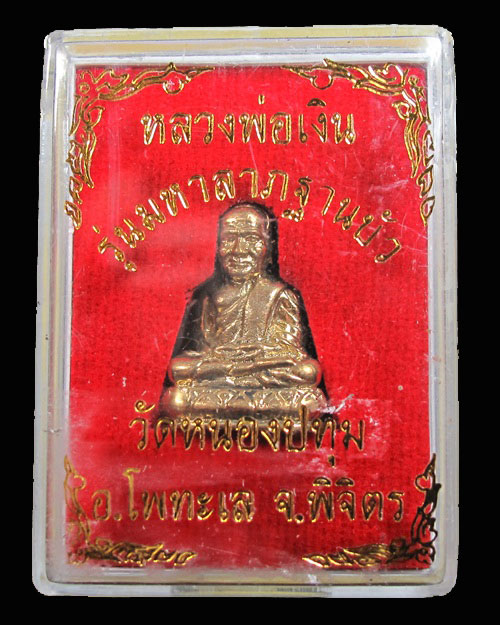 หลวงพ่อเงิน
รุ่นมหาลาภฐานบัว
วัดหนองปทุม
อ.โพทะเล จ.พิจิตร